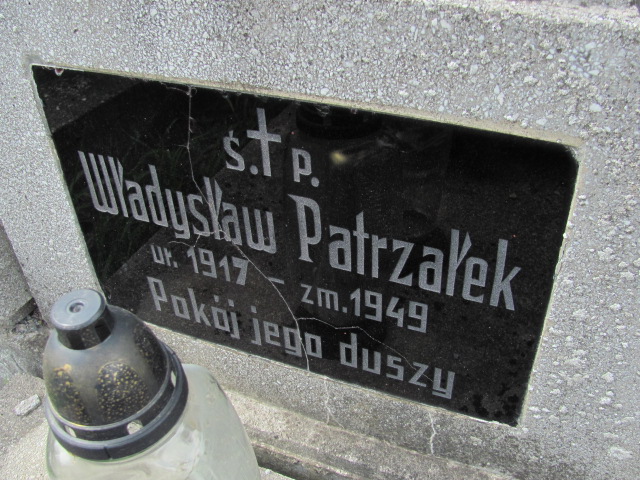 ś. † p.
Władysław Patrzałek
ur. 1917 – zm. 1949
Pokój jego duszy